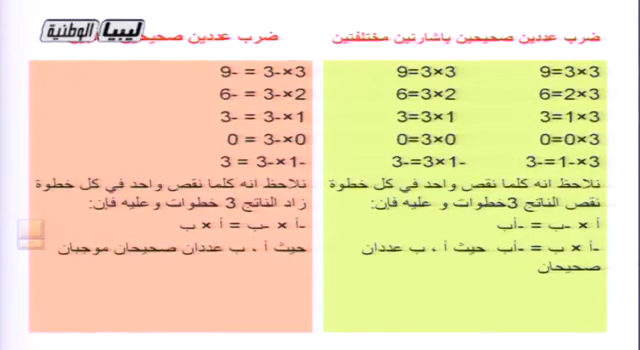 ليبيا الوطنية
ضرب عددين صحيحين باشارتين مختلفتين
3×3=9 3×3=9
3×2=6 2×3=6
3×1=3 1×3=3
3×0=0 0×3=0
3×-1=-3 -1×3=-3
نلاحظ انه كلما نقص واحد في كل خطوة
نقص الناتج 3خطوات و عليه فإن:
أ × -ب = -أب
-أ × ب = -أب حيث أ ، ب عددان
صحيحان
ضرب عددين صحيحين
3×-3 = -9
2×-3 = -6
1×-3 = -3
0×-3 = 0
-1×-3 = 3
نلاحظ انه كلما نقص واحد في كل خطوة
زاد الناتج 3 خطوات وعليه فإن:
-أ × -ب = أ × ب
حيث أ ، ب عددان صحيحان موجبان